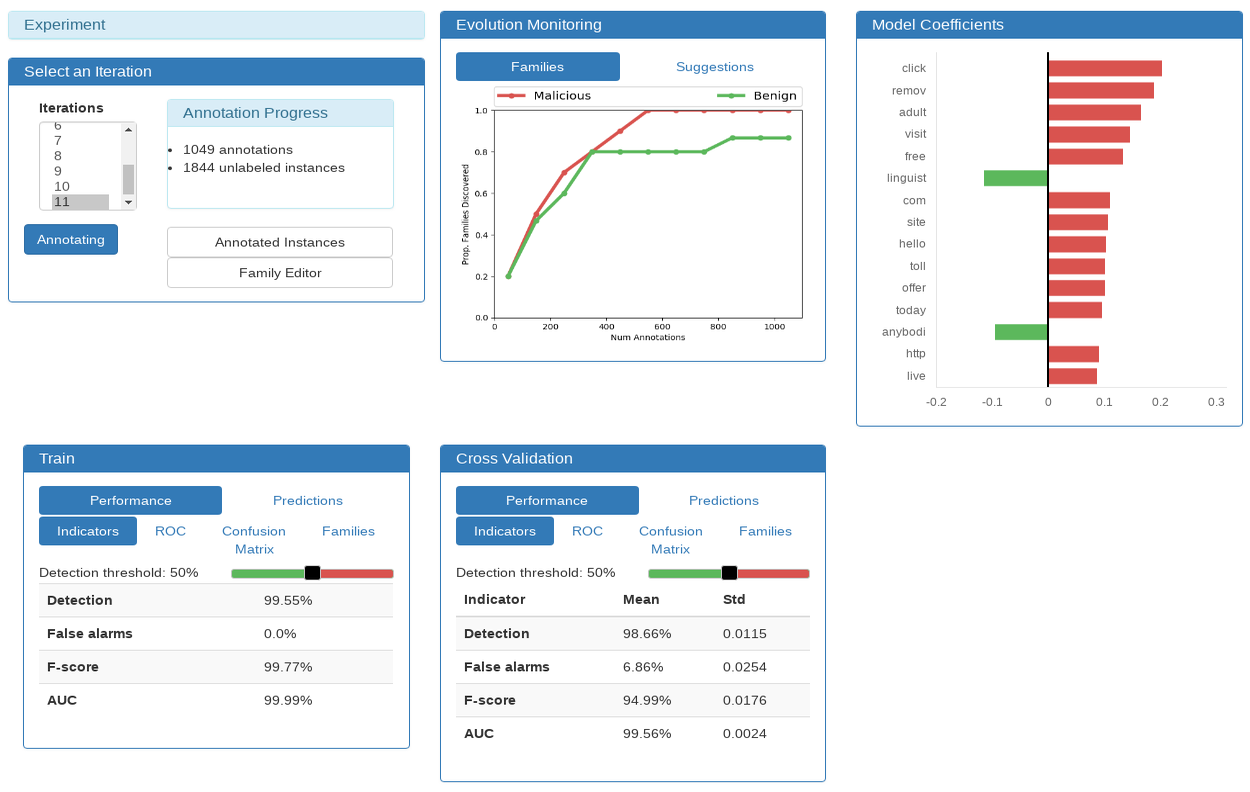 Experiment
Select an Iteration
Iterations
6
7
8
9
10
11
Annotating
Annotation Progress
1049 annotations
1844 unlabeled instances
Annotated Instances
Family Editor
Evolution Monitoring
Families Suggestions
Malicious Benign
1.0
0.8
0.6
0.4
0.2
0.0
Prop. Families Discovered
0 200 400 600 800 1000
Num Annotations
Model Coefficients
click
remov
adult
visit
free
linguist
com
site
hello
toll
offer
today
anybodi
http
live
-0.2 -0.1 0 0.1 0.2 0.3
Train
Performance Predictions
Indicators ROC Confusion Matrix Families
Detection threshold: 50%
Detection 99.55%
False alarms 0.0%
F-score 99.77%
AUC 99.99%
Cross Validation
Performance Predictions
Indicators ROC Confusion Matrix Families
Detection threshold: 50%
Indicator Mean Std
Detection 98.66% 0.0115
False alarms 6.86% 0.0254
F-score 94.99% 0.0176
AUC 99.56% 0.0024